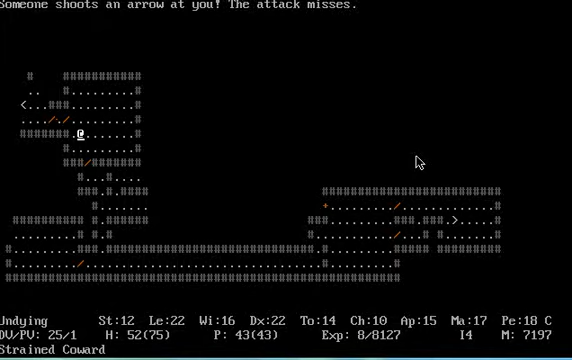 Someone shoots an arrow at you! The attack misses.
Undying St:12 Le:22 Wi:16 Dx:22 To:14 Ch:10 Ap:15 Ma:17 Pe:18 C
DV/PV: 25/1 H: 52(75) P: 43(43) Exp: 8/8127 I4 M: 7197
Strained Coward